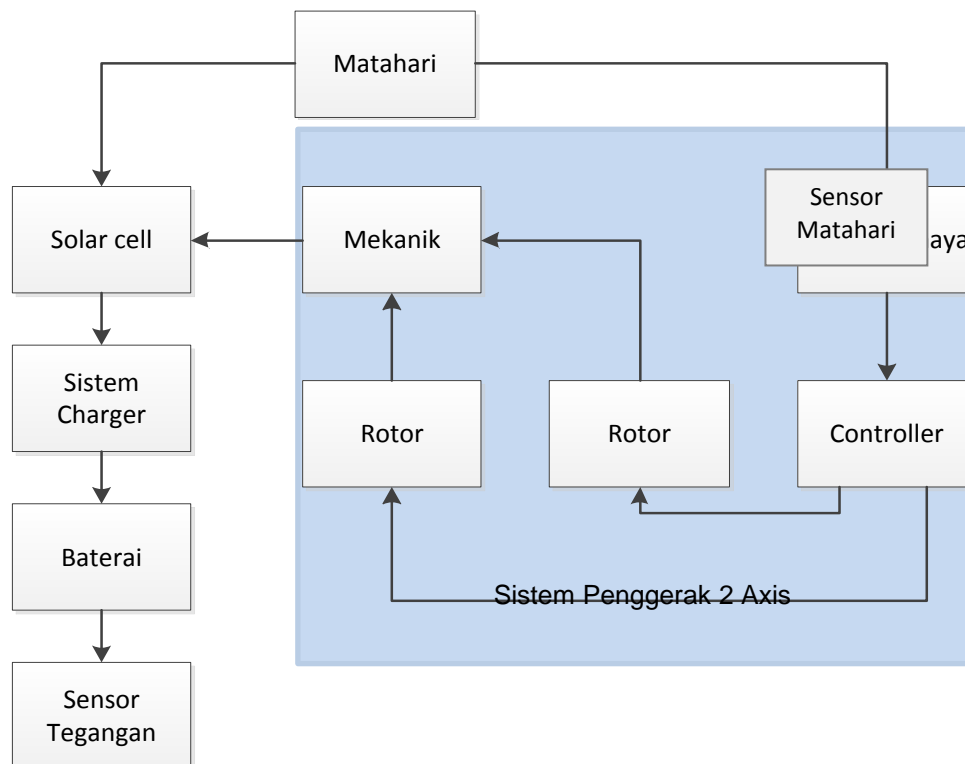 Matahari
Solar cell
Mekanik
Sensor
Matahari
Sistem
Charger
Rotor
Rotor
Controller
Baterai
Sistem Penggerak 2 Axis
Sensor
Tegangan